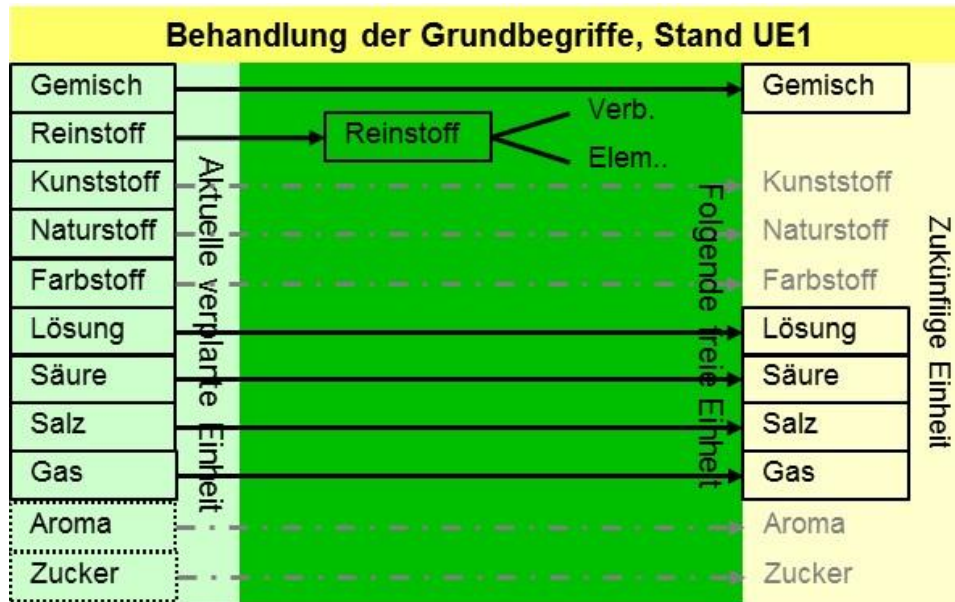 Behandlung der Grundbegriffe, Stand UE1
Gemisch
Reinstoff
Kunststoff
Naturstoff
Farbstoff
Lösung
Säure
Salz
Gas
Aroma
Zucker
Aktuelle verplante Einheit
Reinstoff
Verb.
Elem..
Folgende freie Einheit
Gemisch
Kunststoff
Naturstoff
Farbstoff
Lösung
Säure
Salz
Gas
Aroma
Zucker
Zukünfiige Einheit